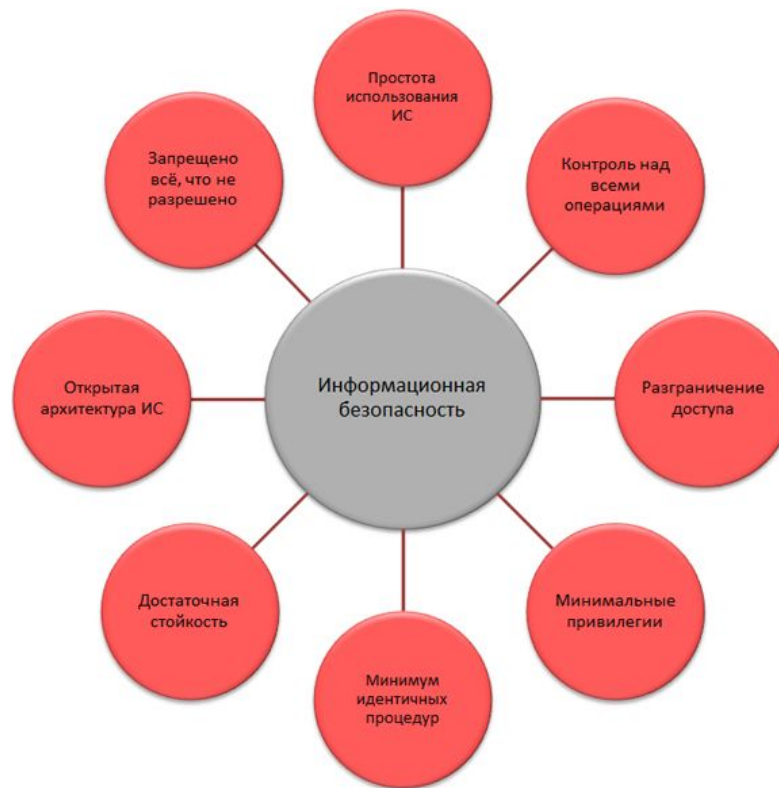 Простота
использования
ИС
Запрещено
всё, что не
разрешено
Контроль над
всеми
операциями
Открытая
архитектура ИС
Информационная
безопасность
Разграничение
доступа
Достаточная
стойкость
Минимальные
привилегии
Минимум
идентичных
процедур